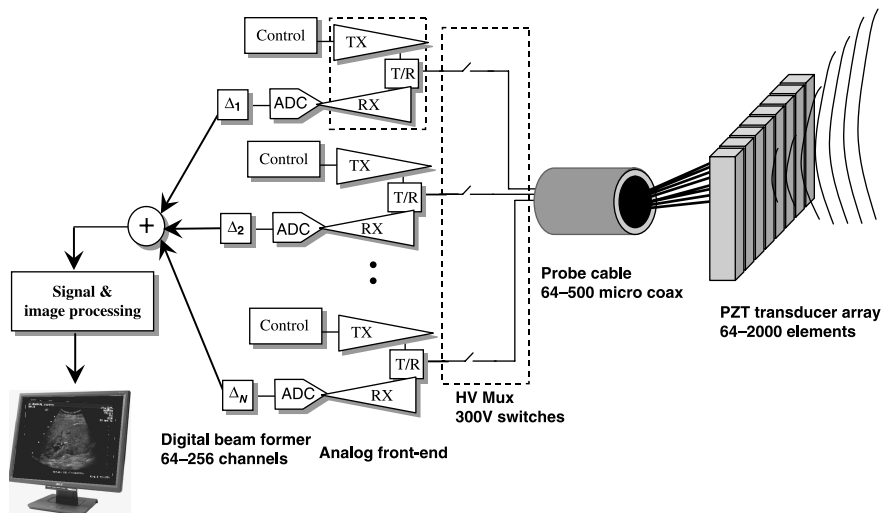 Control
TX
T/R
Δ1
ADC
RX
Control
TX
T/R
Δ2
ADC
RX
+
Signal &
image processing
Control
TX
T/R
ΔN
ADC
RX
Probe cable
64–500 micro coax
PZT transducer array
64–2000 elements
HV Mux
300V switches
Digital beam former
64–256 channels
Analog front-end